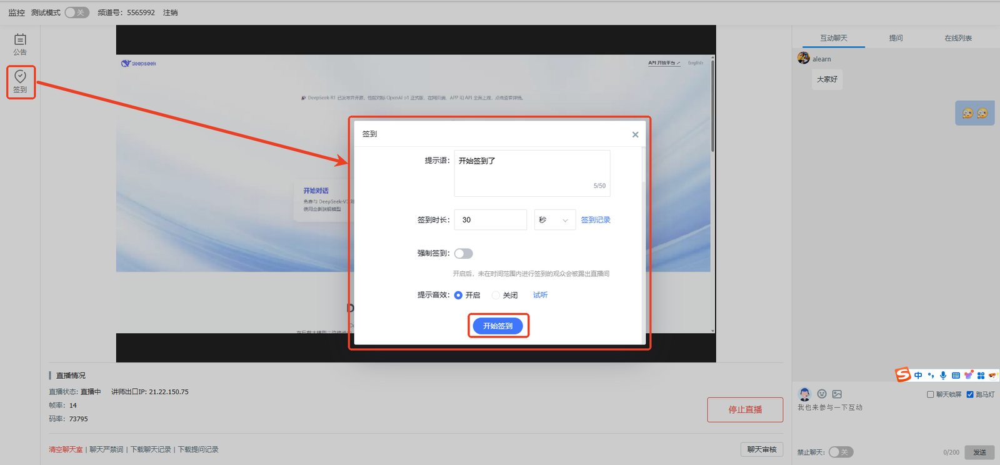 监控 测试模式 关 频道号：5565992 注销
公告
签到
deepseek
API 开放平台 English
DeepSeek-R1 已发布并开源，性能对标 OpenAI o1 正式版，在网页端、APP 和 API 全面上线，点击查看详情。
开始对话
免费与 DeepSeek-V3 对
使用全新旗舰模型
D
签到
提示语：
开始签到了
5/50
签到时长： 30 秒 签到记录
强制签到：
开启后，未在时间范围内进行签到的观众会被踢出直播间
提示音效： 开启 关闭 试听
开始签到
直播情况
直播状态: 直播中 讲师出口IP: 21.22.150.75
帧率: 14
码率: 73795
停止直播
清空聊天室 | 聊天严禁词 | 下载聊天记录 | 下载提问记录
聊天审核
互动聊天 提问 在线列表
alearn
大家好
S 中
聊天锁屏 跑马灯
我也来参与一下互动
禁止聊天: 关 0/200 发送